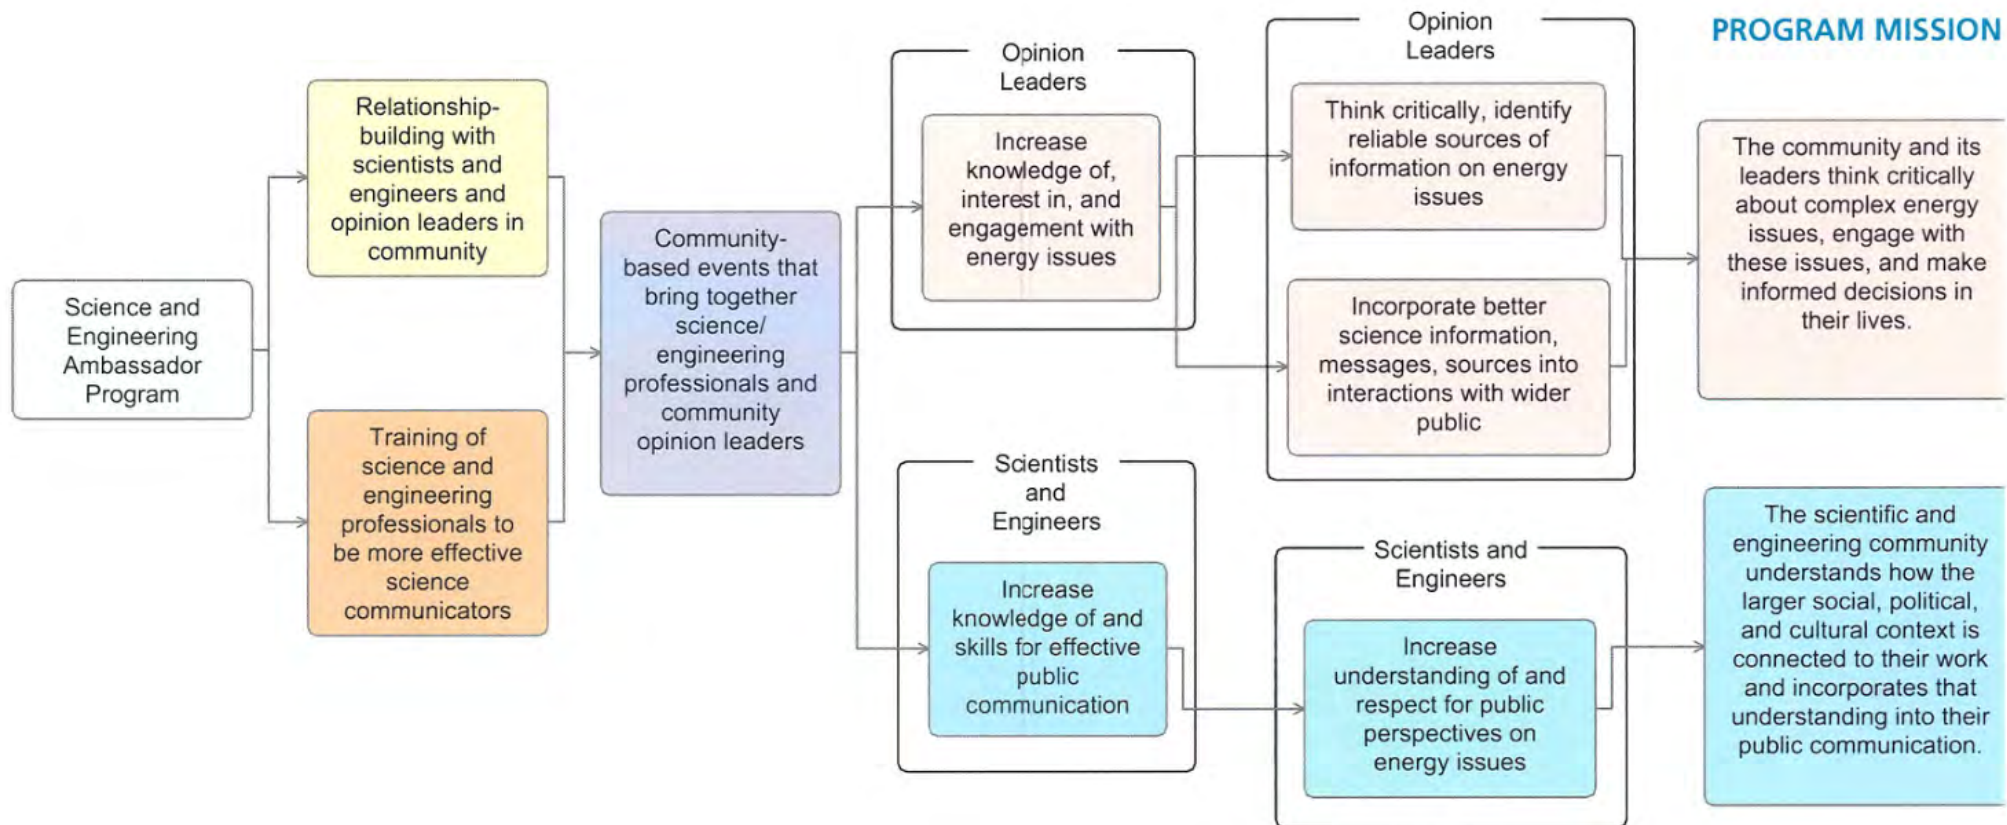 PROGRAM MISSION
Science and
Engineering
Ambassador
Program
Relationship-
building with
scientists and
engineers and
opinion leaders in
community
Training of
science and
engineering
professionals to
be more effective
science
communicators
Community-
based events that
bring together
science/
engineering
professionals and
community
opinion leaders
Opinion
Leaders
Increase
knowledge of,
interest in, and
engagement with
energy issues
Opinion
Leaders
Think critically, identify
reliable sources of
information on energy
issues
Incorporate better
science information,
messages, sources into
interactions with wider
public
The community and its
leaders think critically
about complex energy
issues, engage with
these issues, and make
informed decisions in
their lives.
Scientists
and
Engineers
Increase
knowledge of and
skills for effective
public
communication
Scientists and
Engineers
Increase
understanding of and
respect for public
perspectives on
energy issues
The scientific and
engineering community
understands how the
larger social, political,
and cultural context is
connected to their work
and incorporates that
understanding into their
public communication.